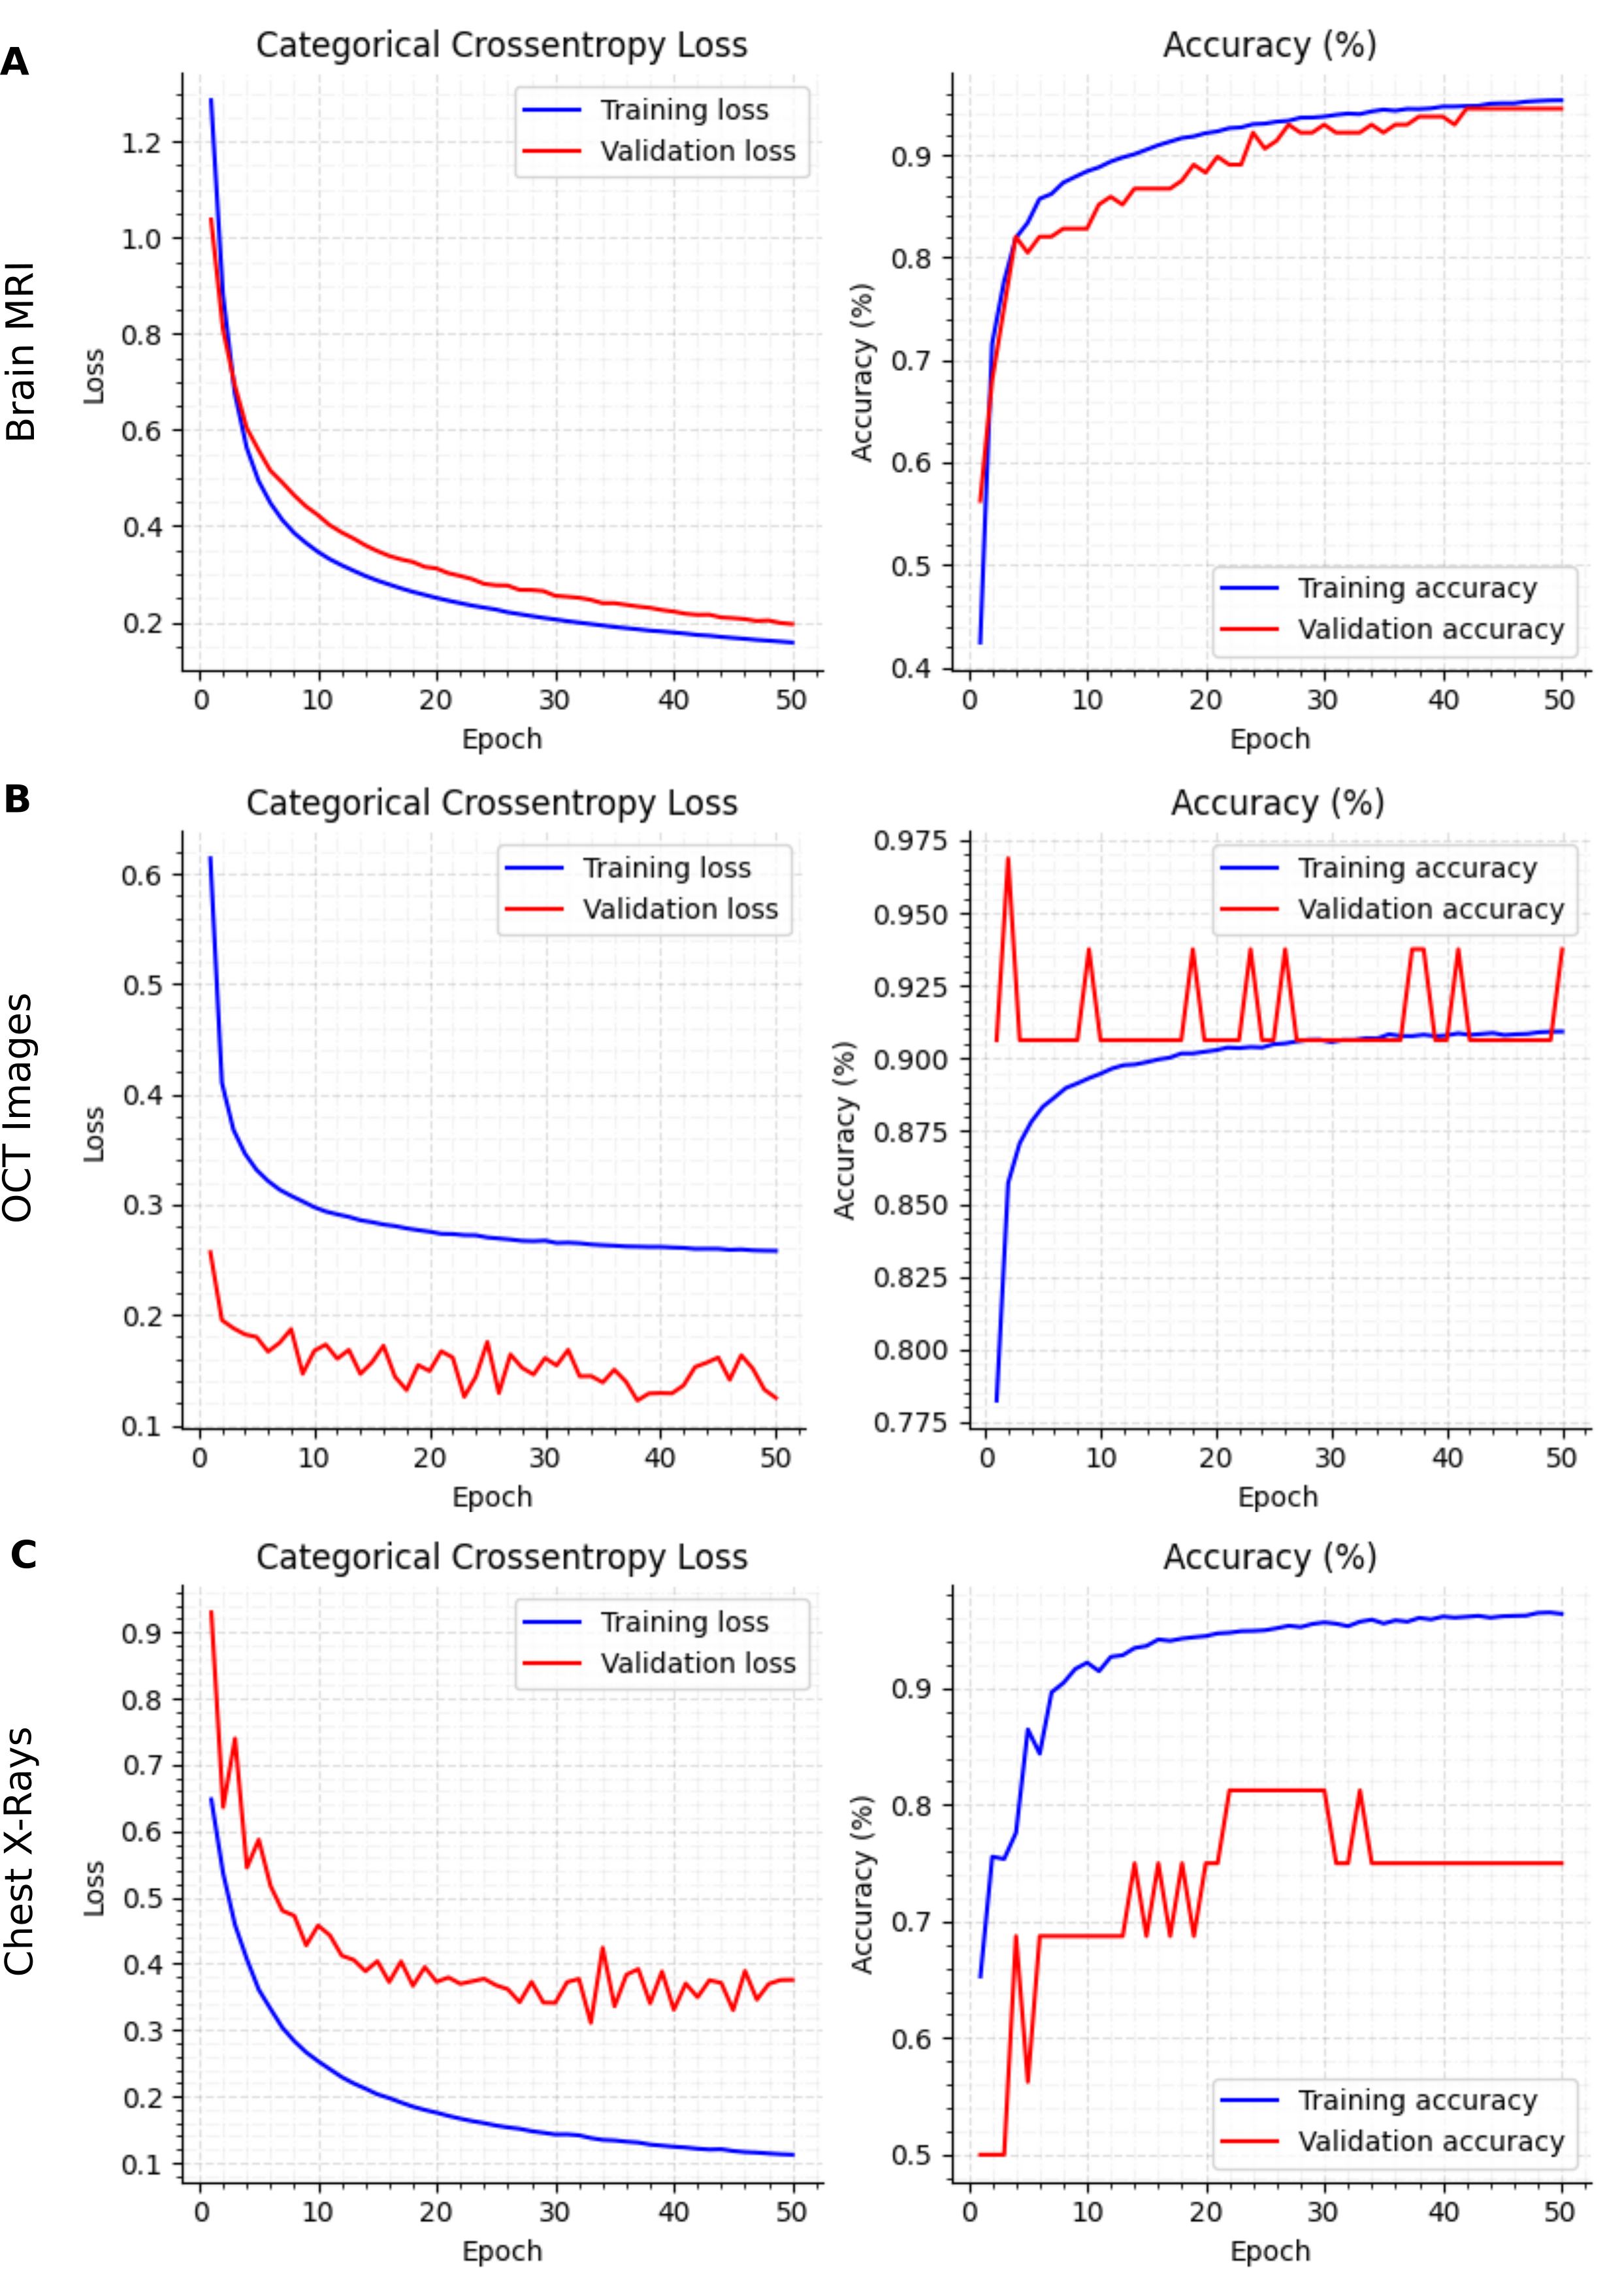 A
Brain MRI
Categorical Crossentropy Loss
Training loss
Validation loss
1.2
1.0
0.8
0.6
0.4
0.2
Loss
0 10 20 30 40 50
Epoch
Accuracy (%)
0.9
0.8
0.7
0.6
0.5
0.4
Accuracy (%)
Training accuracy
Validation accuracy
0 10 20 30 40 50
Epoch
B
OCT Images
Categorical Crossentropy Loss
Training loss
Validation loss
0.6
0.5
0.4
0.3
0.2
0.1
Loss
0 10 20 30 40 50
Epoch
Accuracy (%)
Training accuracy
Validation accuracy
0.975
0.950
0.925
0.900
0.875
0.850
0.825
0.800
0.775
Accuracy (%)
0 10 20 30 40 50
Epoch
C
Chest X-Rays
Categorical Crossentropy Loss
Training loss
Validation loss
0.9
0.8
0.7
0.6
0.5
0.4
0.3
0.2
0.1
Loss
0 10 20 30 40 50
Epoch
Accuracy (%)
0.9
0.8
0.7
0.6
0.5
Accuracy (%)
Training accuracy
Validation accuracy
0 10 20 30 40 50
Epoch